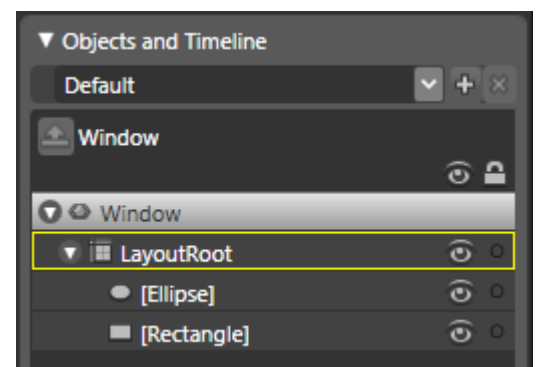 Objects and Timeline
Default
Window
Window
LayoutRoot
[Ellipse]
[Rectangle]